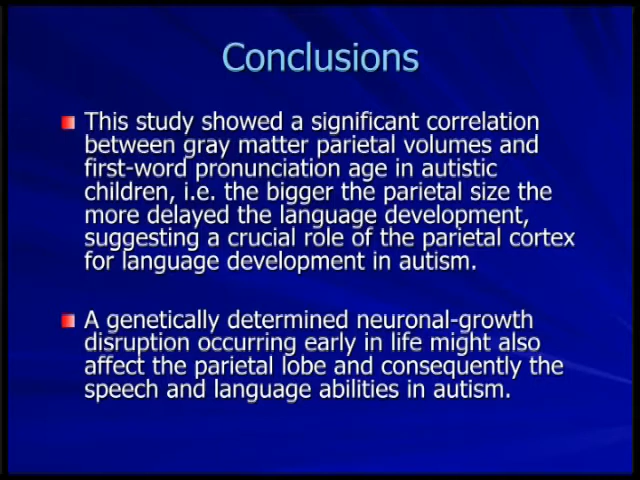 Conclusions
This study showed a significant correlation
between gray matter parietal volumes and
first-word pronunciation age in autistic
children, i.e. the bigger the parietal size the
more delayed the language development,
suggesting a crucial role of the parietal cortex
for language development in autism.
A genetically determined neuronal-growth
disruption occurring early in life might also
affect the parietal lobe and consequently the
speech and language abilities in autism.